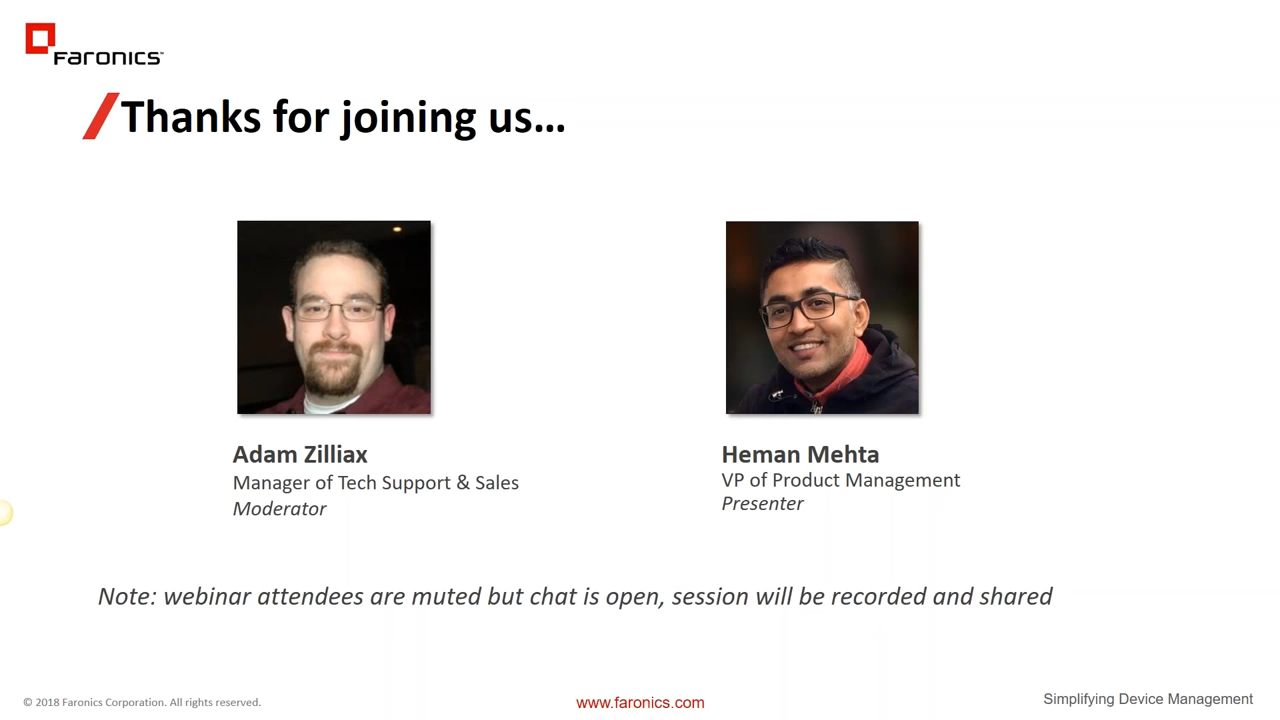 FARONICS™
Thanks for joining us...
Adam Zilliax
Manager of Tech Support & Sales
Moderator
Heman Mehta
VP of Product Management
Presenter
Note: webinar attendees are muted but chat is open, session will be recorded and shared
© 2018 Faronics Corporation. All rights reserved.
www.faronics.com
Simplifying Device Management